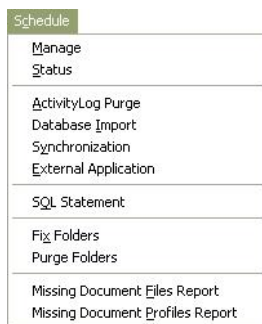 Schedule
Manage
Status
ActivityLog Purge
Database Import
Synchronization
External Application
SQL Statement
Fix Folders
Purge Folders
Missing Document Files Report
Missing Document Profiles Report